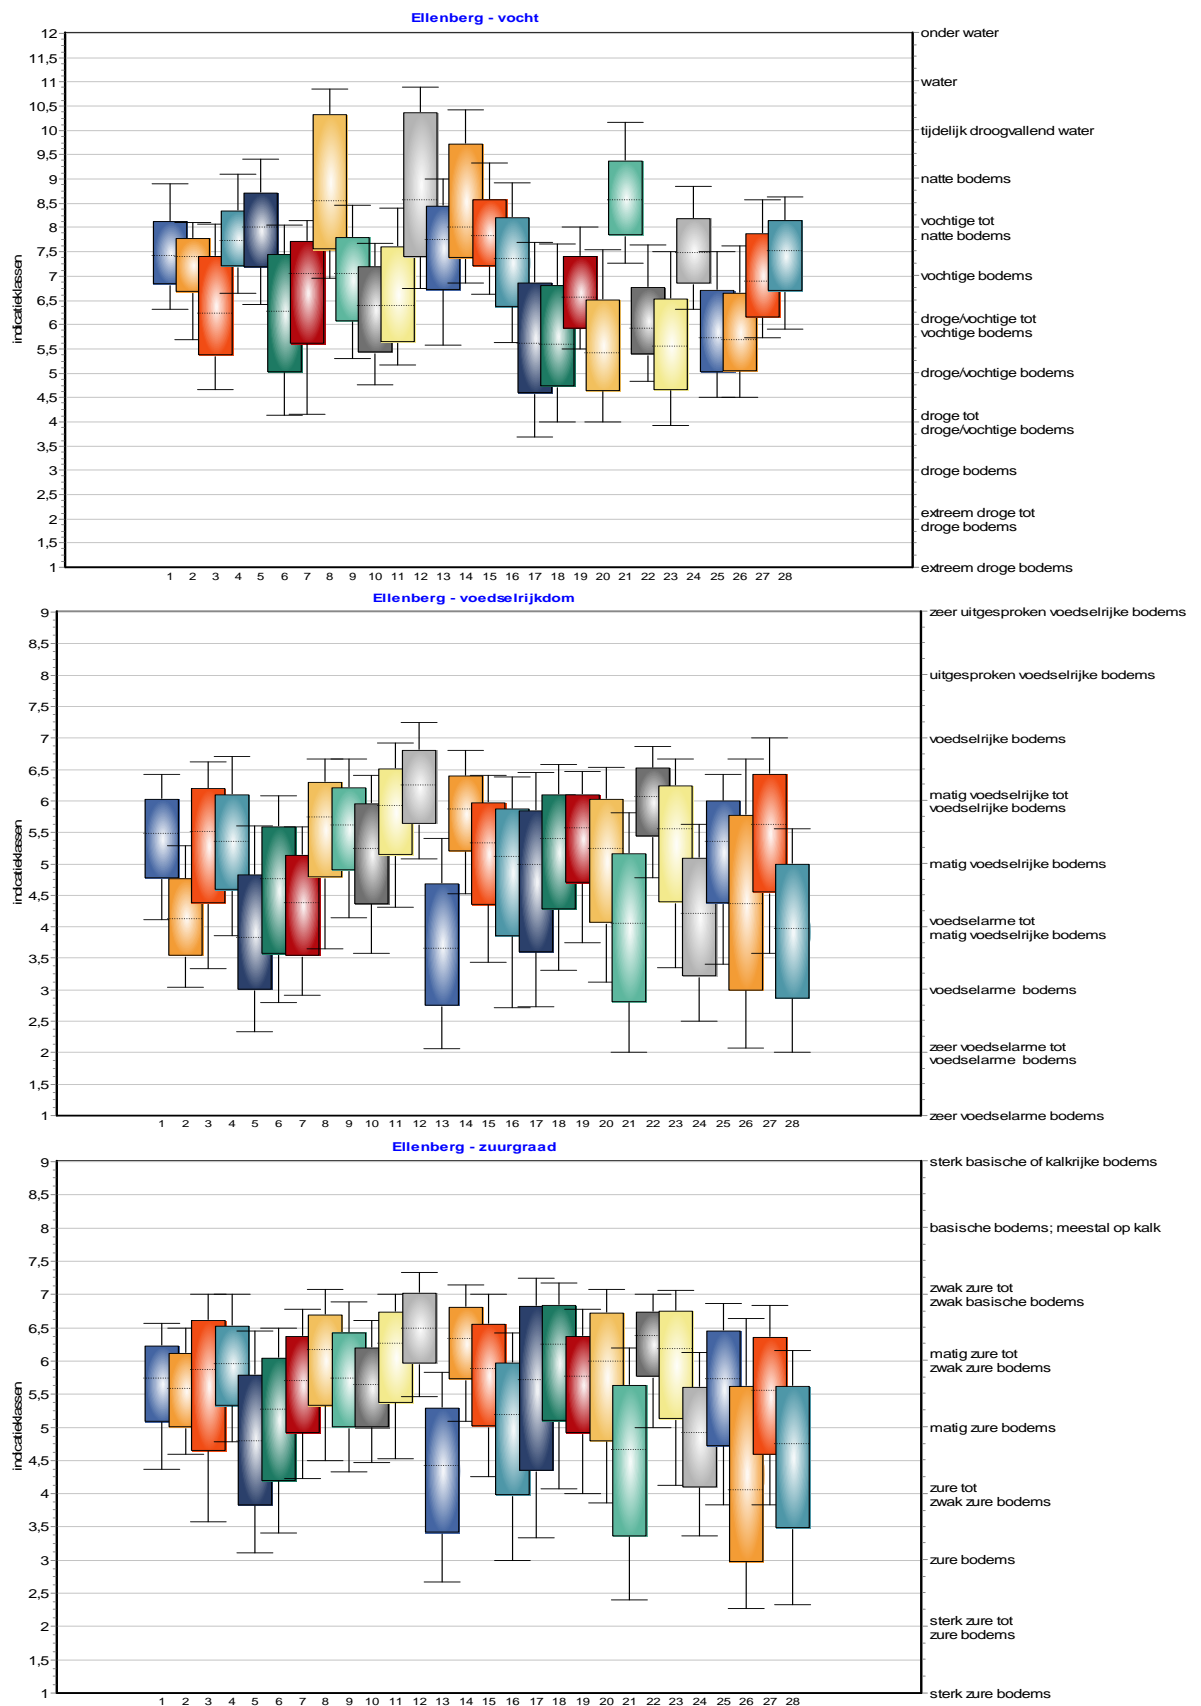 Ellenberg - vocht
indicatieklassen
12
11,5
11
10,5
10
9,5
9
8,5
8
7,5
7
6,5
6
5,5
5
4,5
4
3,5
3
2,5
2
1,5
1
onder water
water
tijdelijk droogvallend water
natte bodems
vochtige tot
natte bodems
vochtige bodems
droge/vochtige tot
vochtige bodems
droge/vochtige bodems
droge tot
droge/vochtige bodems
droge bodems
extreem droge tot
droge bodems
extreem droge bodems
1 2 3 4 5 6 7 8 9 10 11 12 13 14 15 16 17 18 19 20 21 22 23 24 25 26 27 28
Ellenberg - voedselrijkdom
indicatieklassen
9
8,5
8
7,5
7
6,5
6
5,5
5
4,5
4
3,5
3
2,5
2
1,5
1
zeer uitgesproken voedselrijke bodems
uitgesproken voedselrijke bodems
voedselrijke bodems
matig voedselrijke tot
voedselrijke bodems
matig voedselrijke bodems
voedselarme tot
matig voedselrijke bodems
voedselarme bodems
zeer voedselarme tot
voedselarme bodems
zeer voedselarme bodems
1 2 3 4 5 6 7 8 9 10 11 12 13 14 15 16 17 18 19 20 21 22 23 24 25 26 27 28
Ellenberg - zuurgraad
indicatieklassen
9
8,5
8
7,5
7
6,5
6
5,5
5
4,5
4
3,5
3
2,5
2
1,5
1
sterk basische of kalkrijke bodems
basische bodems; meestal op kalk
zwak zure tot
zwak basische bodems
matig zure tot
zwak zure bodems
matig zure bodems
zure tot
zwak zure bodems
zure bodems
sterk zure tot
zure bodems
sterk zure bodems
1 2 3 4 5 6 7 8 9 10 11 12 13 14 15 16 17 18 19 20 21 22 23 24 25 26 27 28